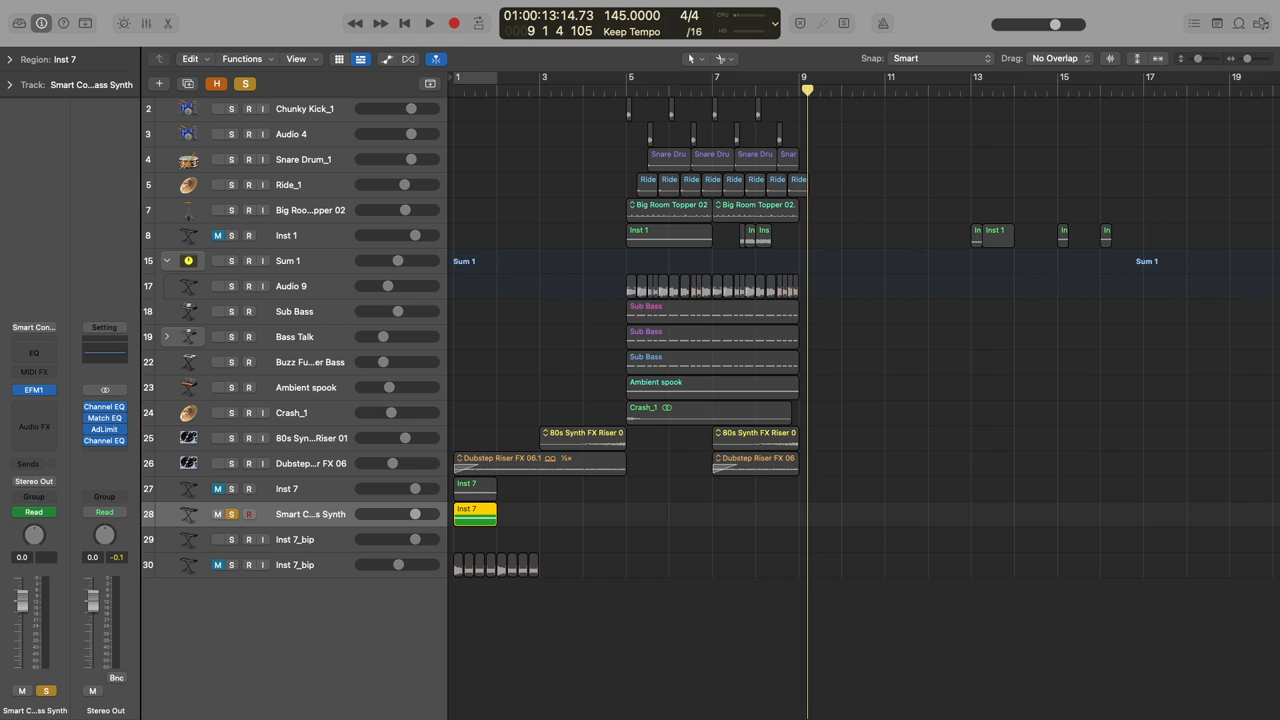 01:00:13:14.73
145.0000
4/4
CPU
9 1 4 105
Keep Tempo
/16
HD
Region: Inst 7
Edit
Functions
View
Snap:
Smart
Drag:
No Overlap
Track: Smart Co...ass Synth
H
S
1
3
5
7
9
11
13
15
17
19
2
S
R
I
Chunky Kick_1
3
S
R
I
Audio 4
4
S
R
I
Snare Drum_1
Snare Dru
Snare Dru
Snare Dru
Snar
5
S
R
I
Ride_1
Ride
Ride
Ride
Ride
Ride
Ride
Ride
Ride
7
S
R
I
Big Roo...pper 02
Big Room Topper 02
Big Room Topper 02.
8
M
S
R
I
Inst 1
Inst 1
In
Ins
In
Inst 1
In
In
15
S
R
I
Sum 1
Sum 1
Sum 1
17
S
R
I
Audio 9
18
S
R
Sub Bass
Sub Bass
19
S
R
Bass Talk
Sub Bass
22
S
R
Buzz Fu...er Bass
Sub Bass
23
S
R
Ambient spook
Ambient spook
24
S
R
I
Crash_1
Crash_1
25
S
R
I
80s Syn...Riser 01
80s Synth FX Riser 0
80s Synth FX Riser 0
26
S
R
I
Dubstep...r FX 06
Dubstep Riser FX 06.1
½×
Dubstep Riser FX 06
27
M
S
R
I
Inst 7
Inst 7
28
M
S
R
Smart C...s Synth
Inst 7
29
S
R
I
Inst 7_bip
30
M
S
R
I
Inst 7_bip
Smart Con...
Setting
EQ
MIDI FX
EFM1
Audio FX
Channel EQ
Match EQ
AdLimit
Channel EQ
Sends
Stereo Out
Group
Group
Read
Read
0.0
0.0
-0.1
Bnc
M
S
M
Smart C...ss Synth
Stereo Out